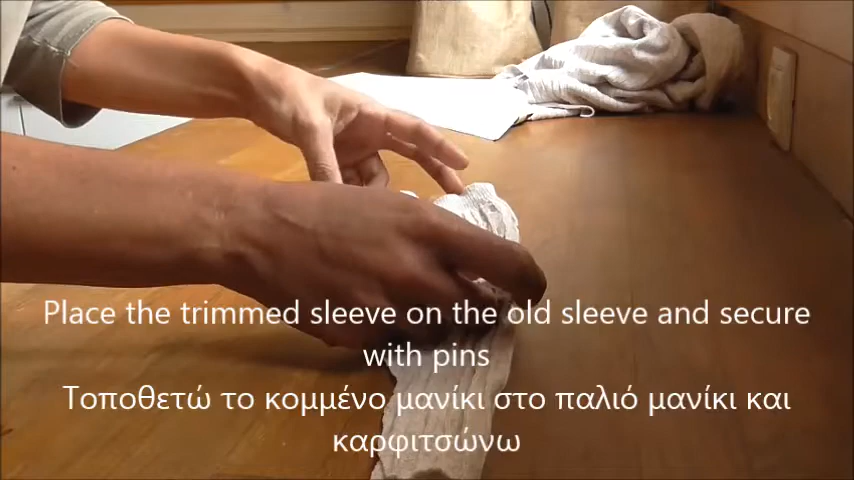 Place the trimmed sleeve on the old sleeve and secure
with pins
Τοποθετώ το κομμένο μανίκι στο παλιό μανίκι και
καρφιτσώνω